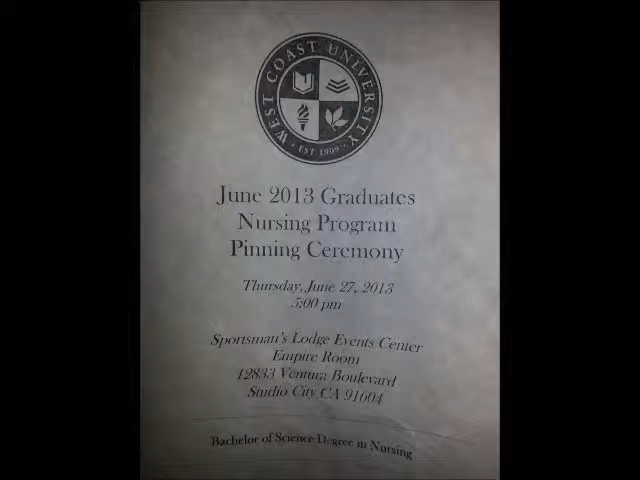 WEST COAST UNIVERSITY
· EST 1909 ·
June 2013 Graduates
Nursing Program
Pinning Ceremony
Thursday, June 27, 2013
5:00 pm
Sportsman's Lodge Events Center
Empire Room
12833 Ventura Boulevard
Studio City CA 91604
Bachelor of Science Degree in Nursing